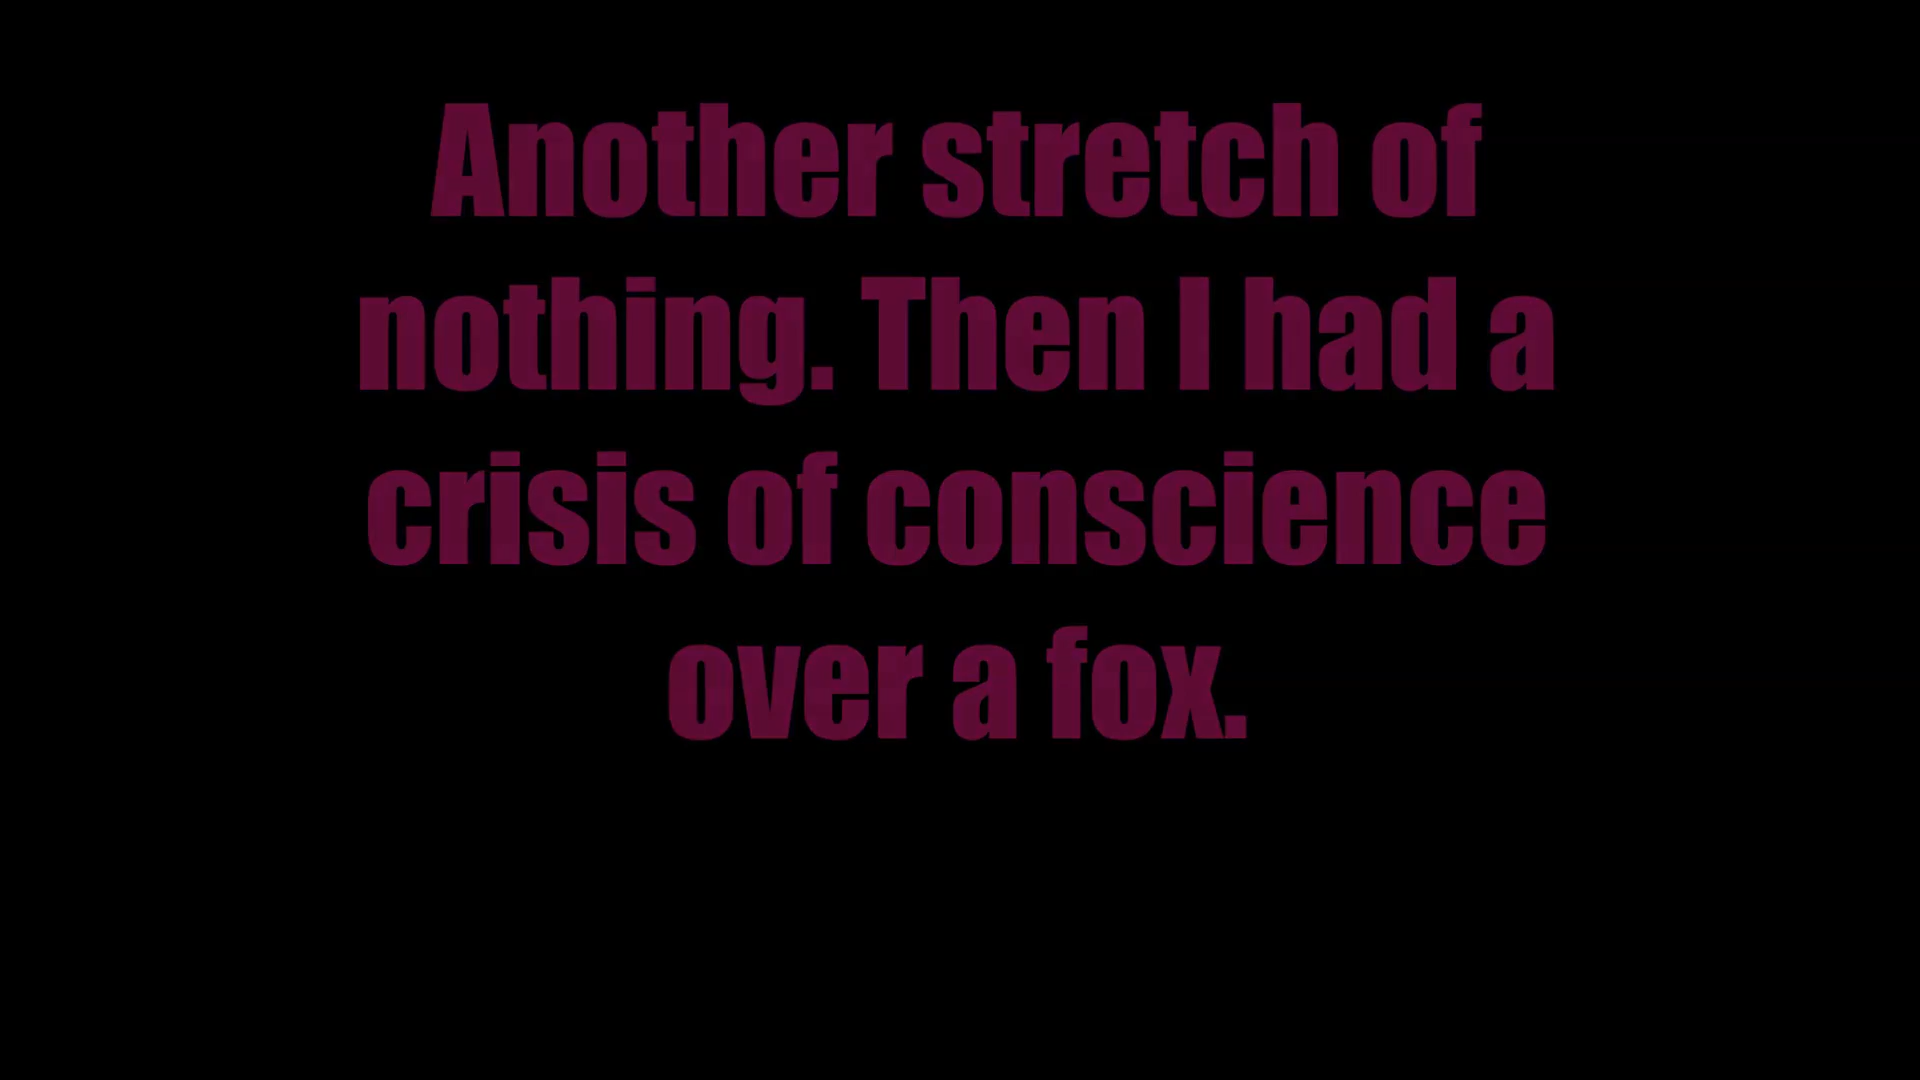 Another stretch of
nothing. Then I had a
crisis of conscience
over a fox.